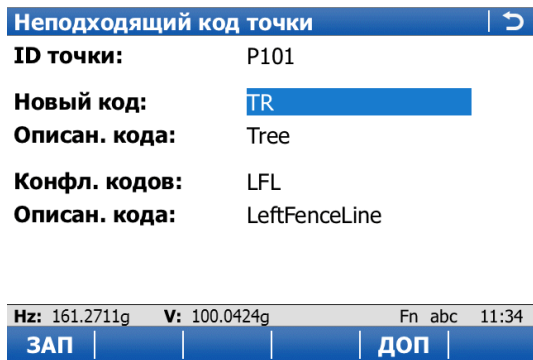 Неподходящий код точки
ID точки: P101
Новый код: TR
Описан. кода: Tree
Конфл. кодов: LFL
Описан. кода: LeftFenceLine
Hz: 161.2711g V: 100.0424g Fn abc 11:34
ЗАП ДОП